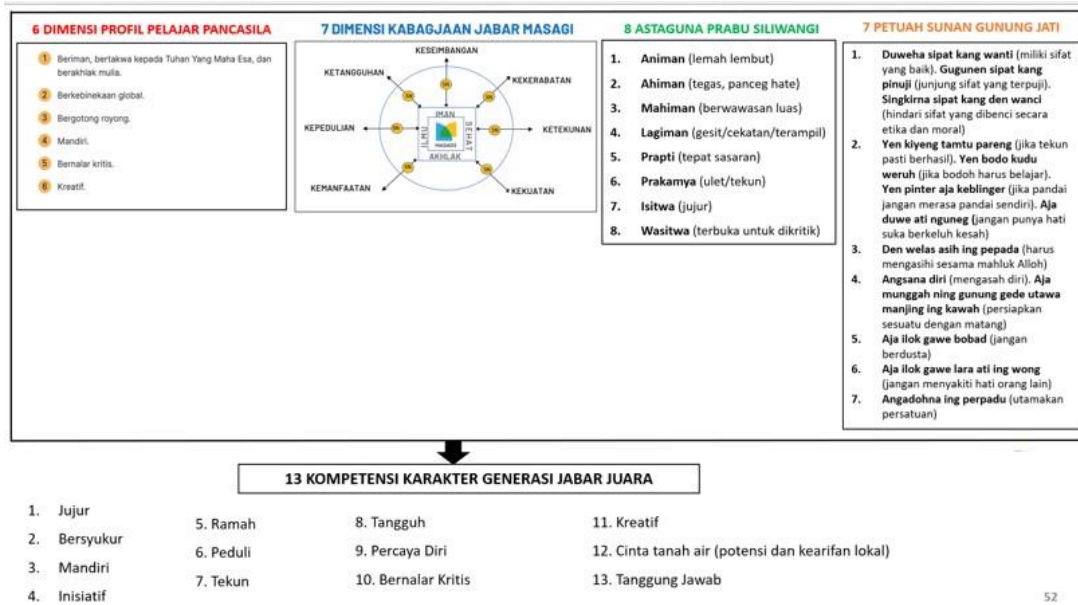 6 DIMENSI PROFIL PELAJAR PANCASILA
1 Beriman, bertakwa kepada Tuhan Yang Maha Esa, dan
berakhlak mulia.
2 Berkebinekaan global.
3 Bergotong royong.
4 Mandiri.
5 Bernalar kritis.
6 Kreatif.
7 DIMENSI KABAGJAAN JABAR MASAGI
KESEIMBANGAN
KETANGGUHAN
KEKERABATAN
KEPEDULIAN
KETEKUNAN
KEMANFAATAN
KEKUATAN
IMAN
ILMU
SEHAT
AKHLAK
MASAGI
8 ASTAGUNA PRABU SILIWANGI
1. Animan (lemah lembut)
2. Ahiman (tegas, panceg hate)
3. Mahiman (berwawasan luas)
4. Lagiman (gesit/cekatan/terampil)
5. Prapti (tepat sasaran)
6. Prakamya (ulet/tekun)
7. Isitwa (jujur)
8. Wasitwa (terbuka untuk dikritik)
7 PETUAH SUNAN GUNUNG JATI
1. Duweha sipat kang wanti (miliki sifat
yang baik). Gugunen sipat kang
pinuji (junjung sifat yang terpuji).
Singkirna sipat kang den wanci
(hindari sifat yang dibenci secara
etika dan moral)
2. Yen kiyeng tamtu pareng (jika tekun
pasti berhasil). Yen bodo kudu
weruh (jika bodoh harus belajar).
Yen pinter aja keblinger (jika pandai
jangan merasa pandai sendiri). Aja
duwe ati nguneg (jangan punya hati
suka berkeluh kesah)
3. Den welas asih ing pepada (harus
mengasihi sesama mahluk Alloh)
4. Angsana diri (mengasah diri). Aja
munggah ning gunung gede utawa
manjing ing kawah (persiapkan
sesuatu dengan matang)
5. Aja ilok gawe bobad (jangan
berdusta)
6. Aja ilok gawe lara ati ing wong
(jangan menyakiti hati orang lain)
7. Angadohna ing perpadu (utamakan
persatuan)
13 KOMPETENSI KARAKTER GENERASI JABAR JUARA
1. Jujur
2. Bersyukur
3. Mandiri
4. Inisiatif
5. Ramah
6. Peduli
7. Tekun
8. Tangguh
9. Percaya Diri
10. Bernalar Kritis
11. Kreatif
12. Cinta tanah air (potensi dan kearifan lokal)
13. Tanggung Jawab
52